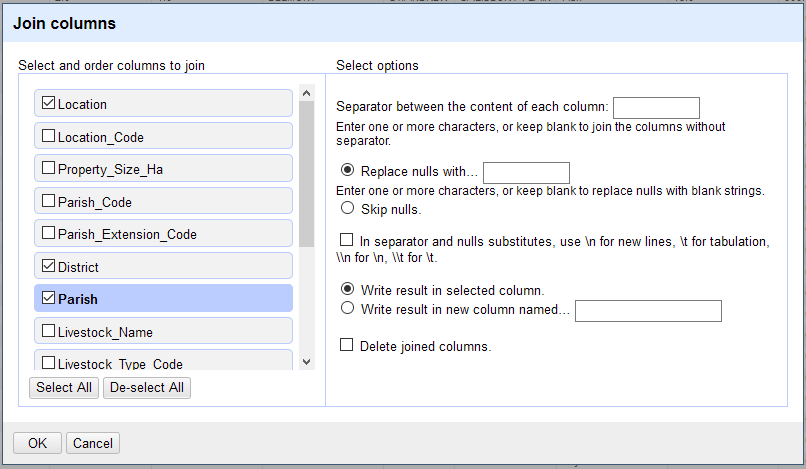 Join columns
Select and order columns to join
Location
Location_Code
Property_Size_Ha
Parish_Code
Parish_Extension_Code
District
Parish
Livestock_Name
Livestock_Type_Code
Select All
De-select All
Select options
Separator between the content of each column:
Enter one or more characters, or keep blank to join the columns without
separator.
Replace nulls with...
Enter one or more characters, or keep blank to replace nulls with blank strings.
Skip nulls.
In separator and nulls substitutes, use \n for new lines, \t for tabulation,
\\n for \n, \\t for \t.
Write result in selected column.
Write result in new column named...
Delete joined columns.
OK
Cancel